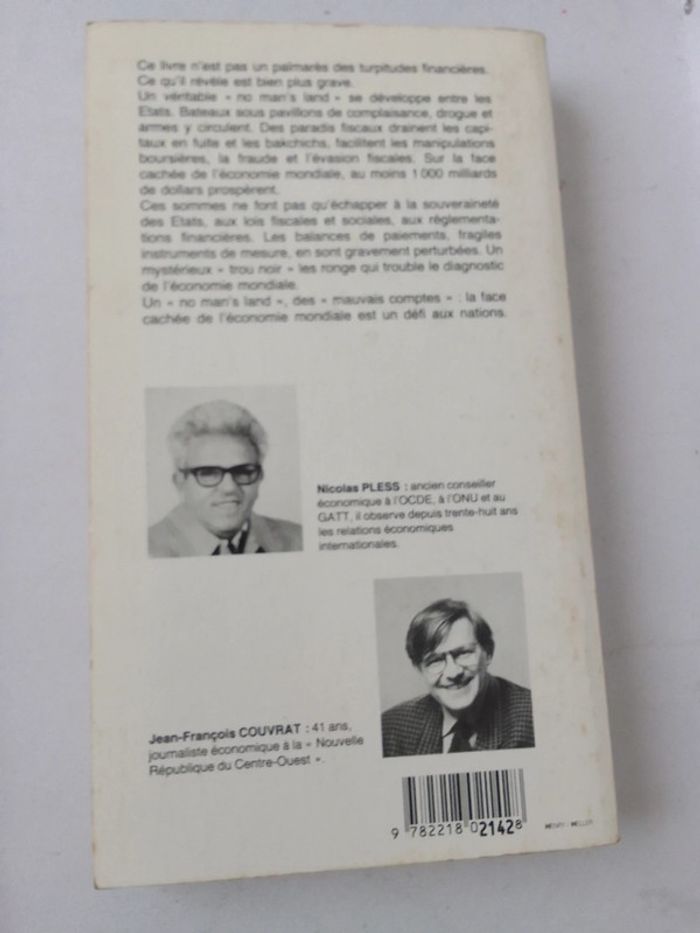 Ce livre n'est pas un palmarès des turpitudes financières.
Ce qu'il révèle est bien plus grave.
Un véritable « no man's land » se développe entre les
Etats. Bateaux sous pavillons de complaisance, drogue et
armes y circulent. Des paradis fiscaux drainent les capi-
taux en fuite et les bakchichs, facilitent les manipulations
boursières, la fraude et l'évasion fiscales. Sur la face
cachée de l'économie mondiale, au moins 1 000 milliards
de dollars prospèrent.
Ces sommes ne font pas qu'échapper à la souveraineté
des Etats, aux lois fiscales et sociales, aux réglementa-
tions financières. Les balances de paiements, fragiles
instruments de mesure, en sont gravement perturbées. Un
mystérieux « trou noir » les ronge qui trouble le diagnostic
de l'économie mondiale.
Un « no man's land », des « mauvais comptes » : la face
cachée de l'économie mondiale est un défi aux nations.
Nicolas PLESS : ancien conseiller
économique à l'OCDE, à l'ONU et au
GATT, il observe depuis trente-huit ans
les relations économiques
internationales.
Jean-François COUVRAT : 41 ans,
journaliste économique à la « Nouvelle
République du Centre-Ouest ».
9 782218 021428
HENRY - MELLER